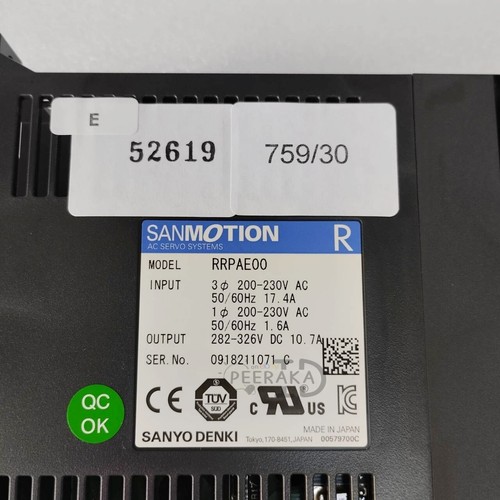 E
52619
759/30
SANMOTION
AC SERVO SYSTEMS
R
MODEL RRPAE00
INPUT 3φ 200-230V AC
50/60Hz 17.4A
1φ 200-230V AC
50/60Hz 1.6A
OUTPUT 282-326V DC 10.7A
SER.No. 0918211071 C
PEERAKA
CE
TÜV
SÜD
C UL US
QC
OK
SANYO DENKI
MADE IN JAPAN
Tokyo,170-8451,JAPAN 00579700C